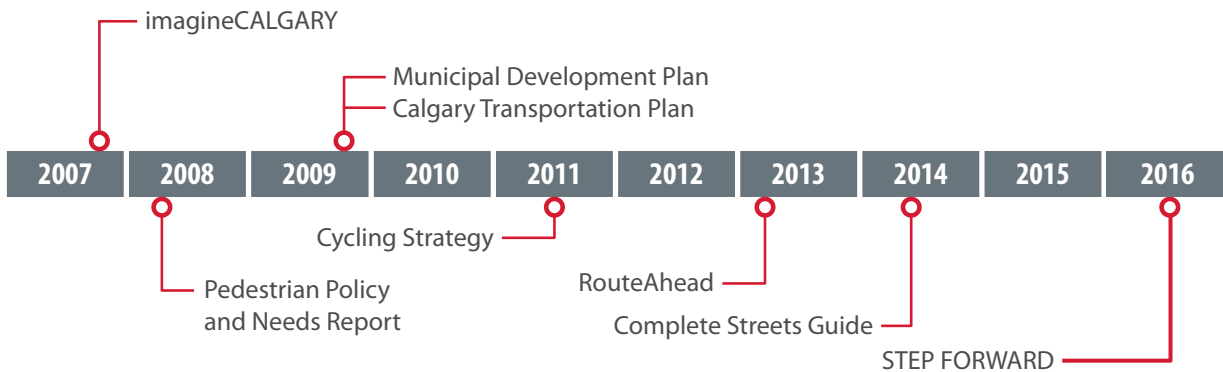 imagineCALGARY
Municipal Development Plan
Calgary Transportation Plan
2007 2008 2009 2010 2011 2012 2013 2014 2015 2016
Cycling Strategy
Pedestrian Policy
and Needs Report
RouteAhead
Complete Streets Guide
STEP FORWARD